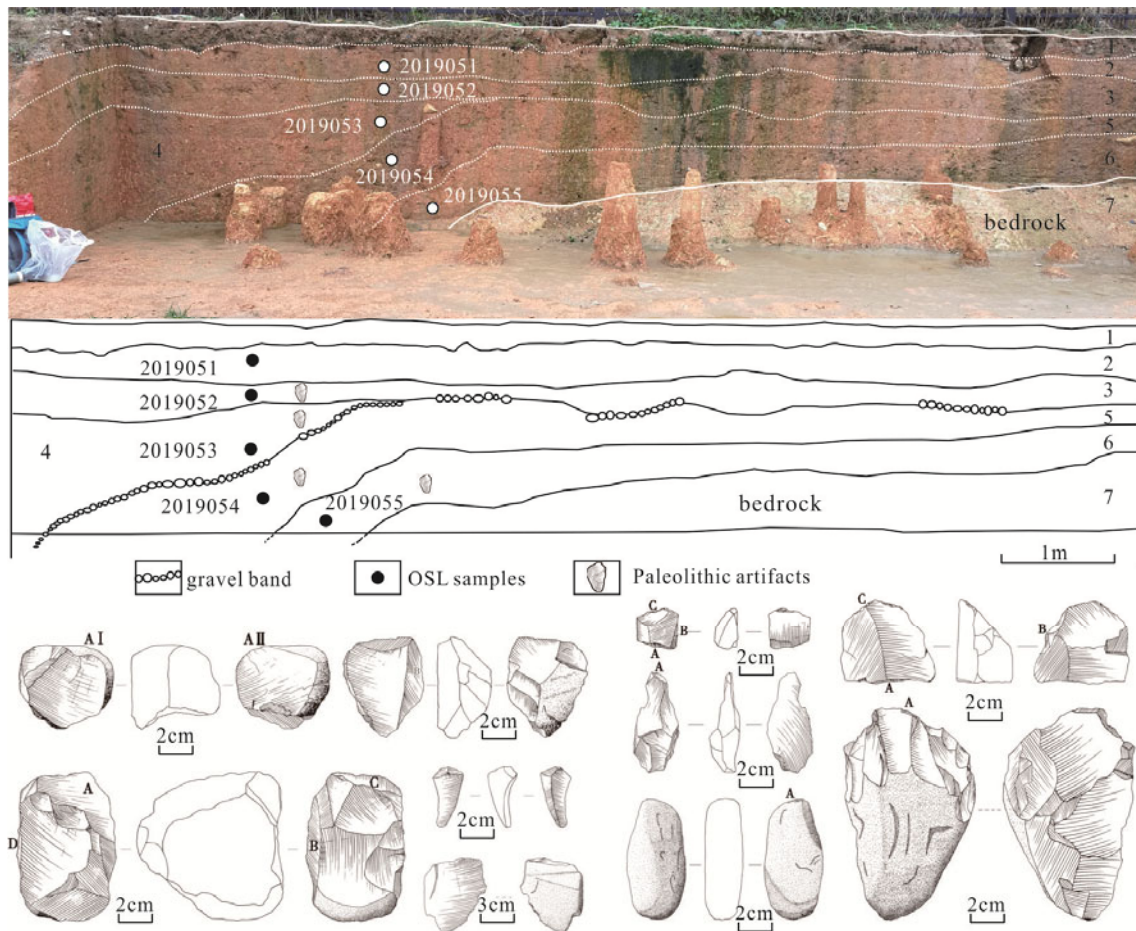 1
2019051
2
2019052
3
2019053
5
4
6
2019054
2019055
7
bedrock
1
2019051
2
3
2019052
5
6
4
2019053
2019055
2019054
7
bedrock
1m
gravel band
OSL samples
Paleolithic artifacts
A I
A II
2cm
2cm
C
B
A
2cm
C
B
A
2cm
A
2cm
A
A
D
2cm
C
B
2cm
3cm
A
2cm
2cm